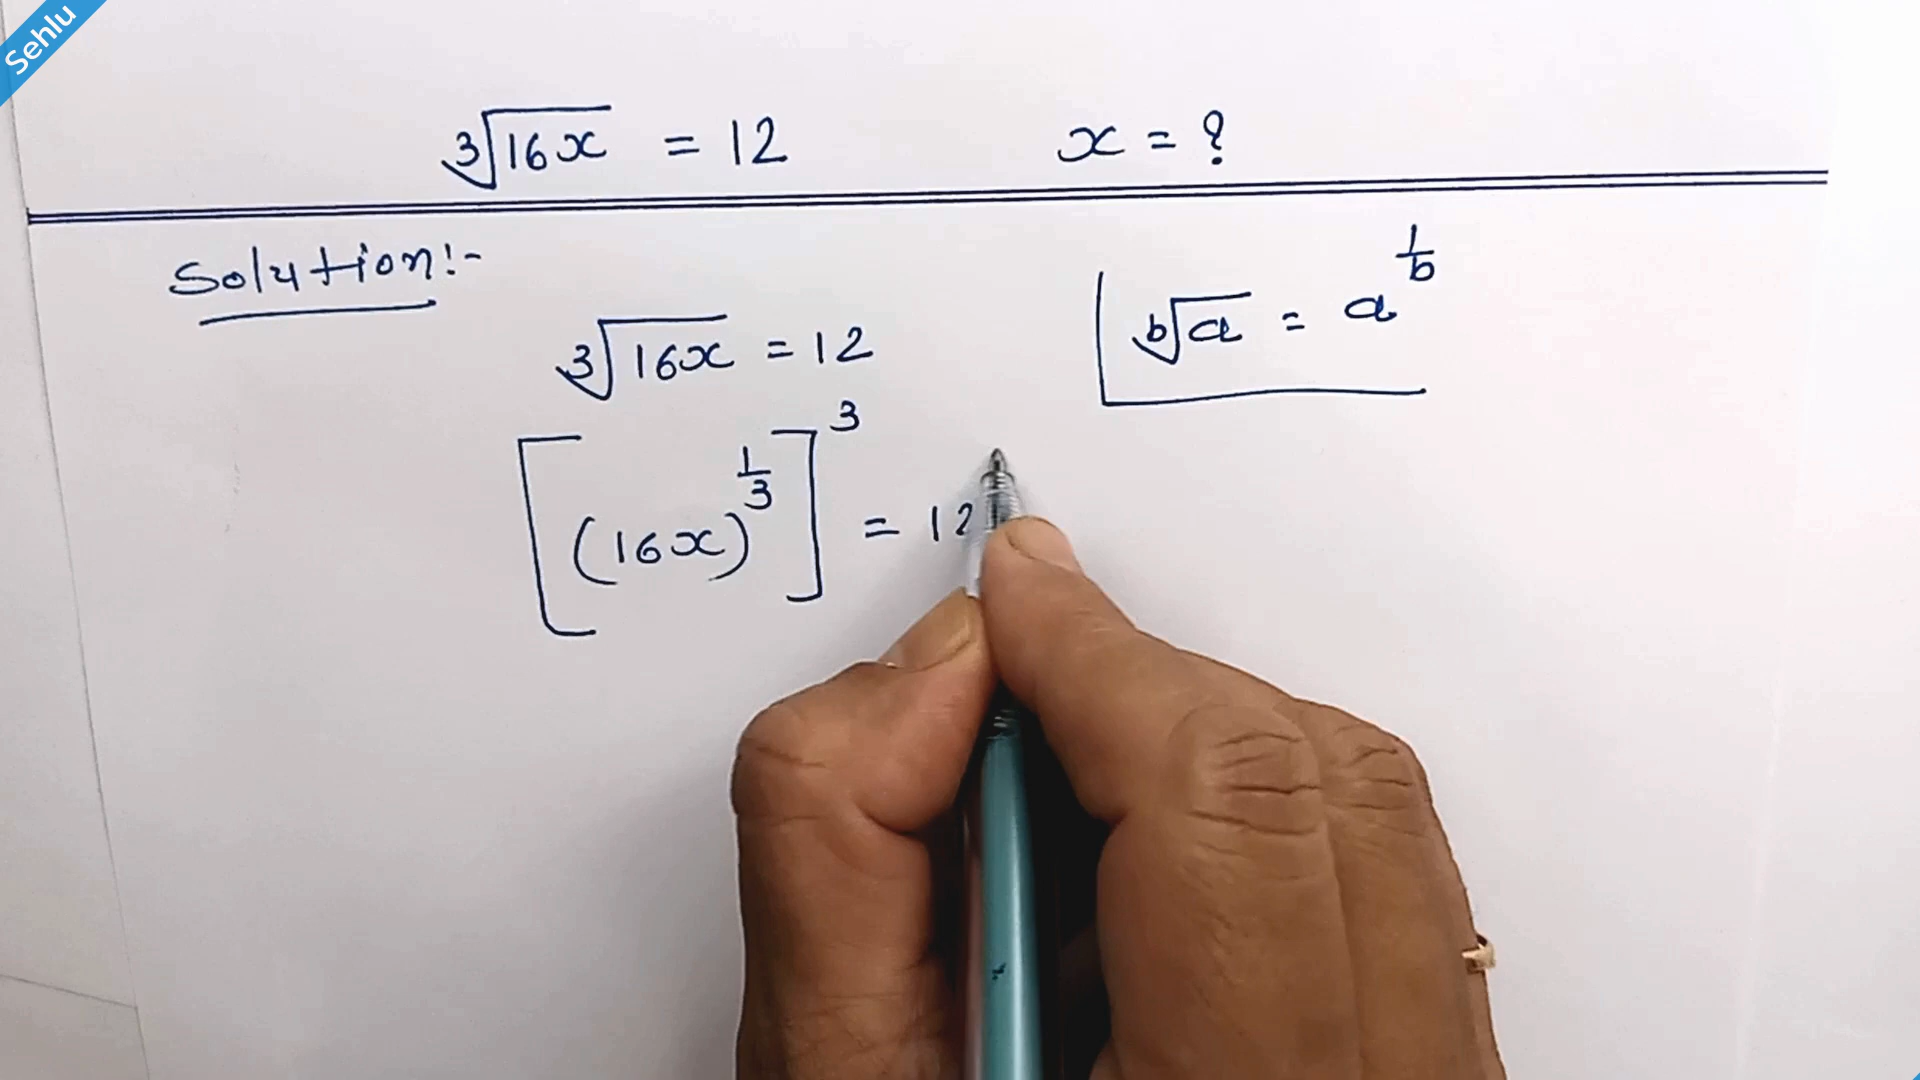 Sehlu
∛16x = 12 x = ?
Solution:-
∛16x = 12
ᵇ√a = a^(1/b)
[(16x)^(1/3)]³ = 12